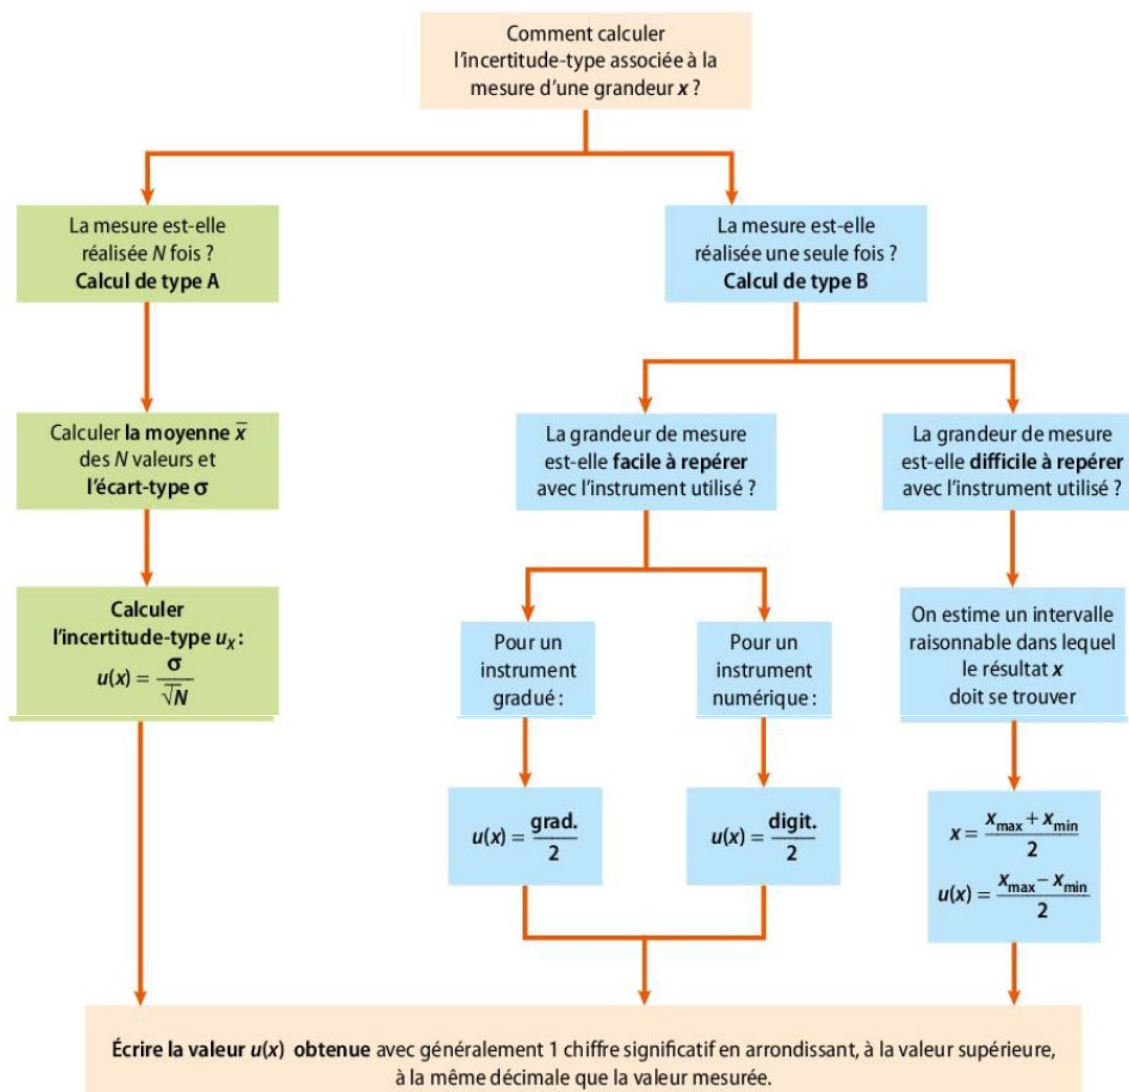 Comment calculer
l'incertitude-type associée à la
mesure d'une grandeur x ?
La mesure est-elle
réalisée N fois ?
Calcul de type A
La mesure est-elle
réalisée une seule fois ?
Calcul de type B
Calculer la moyenne x̄
des N valeurs et
l'écart-type σ
La grandeur de mesure
est-elle facile à repérer
avec l'instrument utilisé ?
La grandeur de mesure
est-elle difficile à repérer
avec l'instrument utilisé ?
Calculer
l'incertitude-type uₓ :
u(x) = σ/√N
Pour un
instrument
gradué :
Pour un
instrument
numérique :
On estime un intervalle
raisonnable dans lequel
le résultat x
doit se trouver
u(x) = grad./2
u(x) = digit./2
x = (x_max + x_min)/2
u(x) = (x_max − x_min)/2
Écrire la valeur u(x) obtenue avec généralement 1 chiffre significatif en arrondissant, à la valeur supérieure,
à la même décimale que la valeur mesurée.